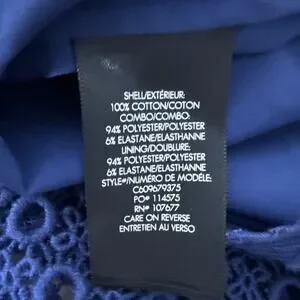 SHELL/EXTÉRIEUR:
100% COTTON/COTON
COMBO/COMBO:
94% POLYESTER/POLYESTER
6% ELASTANE/ELASTHANNE
LINING/DOUBLURE:
94% POLYESTER/POLYESTER
6% ELASTANE/ELASTHANNE
STYLE#/NUMÉRO DE MODÈLE:
C609679375
PO# 114575
RN# 107677
CARE ON REVERSE
ENTRETIEN AU VERSO